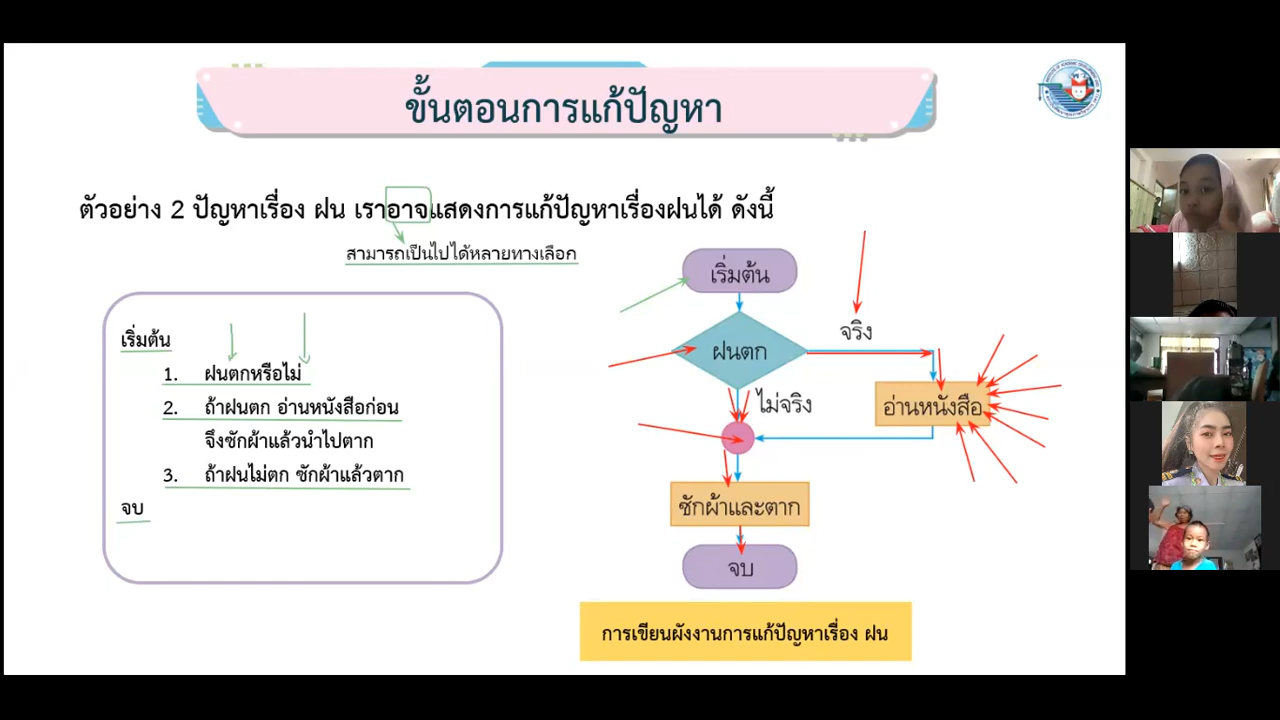 ขั้นตอนการแก้ปัญหา
ตัวอย่าง 2 ปัญหาเรื่อง ฝน เราอาจแสดงการแก้ปัญหาเรื่องฝนได้ ดังนี้
สามารถเป็นไปได้หลายทางเลือก
เริ่มต้น
1. ฝนตกหรือไม่
2. ถ้าฝนตก อ่านหนังสือก่อน
จึงซักผ้าแล้วนำไปตาก
3. ถ้าฝนไม่ตก ซักผ้าแล้วตาก
จบ
เริ่มต้น
จริง
ฝนตก
ไม่จริง
อ่านหนังสือ
ซักผ้าและตาก
จบ
การเขียนผังงานการแก้ปัญหาเรื่อง ฝน